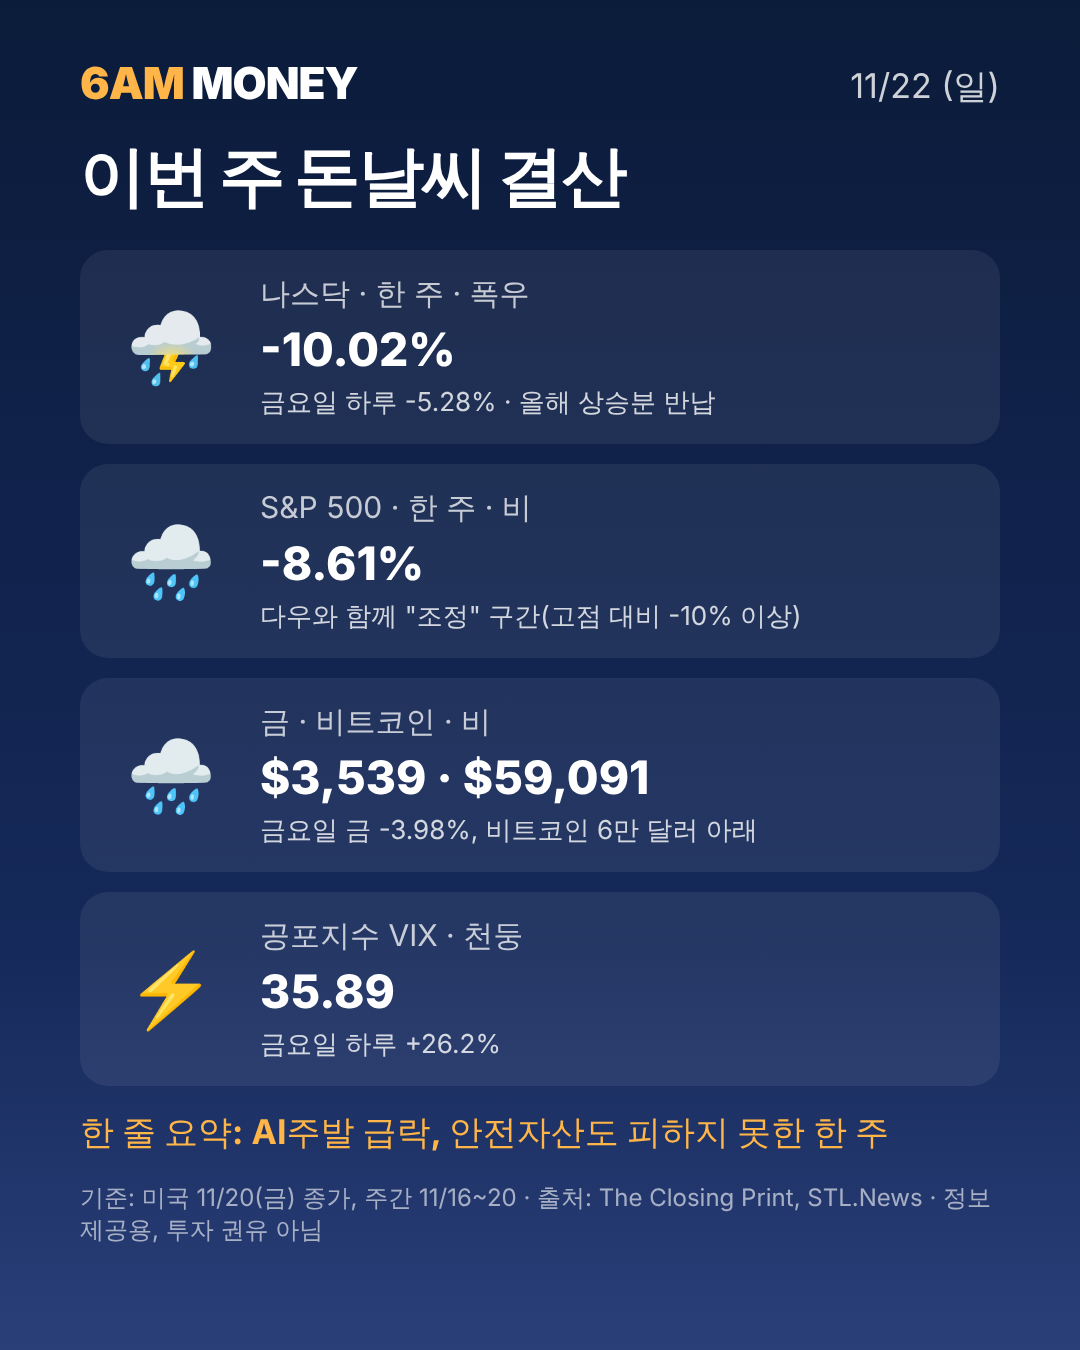 6AM MONEY
11/22 (일)
이번 주 돈날씨 결산
나스닥 · 한 주 · 폭우
-10.02%
금요일 하루 -5.28% · 올해 상승분 반납
S&P 500 · 한 주 · 비
-8.61%
다우와 함께 "조정" 구간(고점 대비 -10% 이상)
금 · 비트코인 · 비
$3,539 · $59,091
금요일 금 -3.98%, 비트코인 6만 달러 아래
공포지수 VIX · 천둥
35.89
금요일 하루 +26.2%
한 줄 요약: AI주발 급락, 안전자산도 피하지 못한 한 주
기준: 미국 11/20(금) 종가, 주간 11/16~20 · 출처: The Closing Print, STL.News · 정보
제공용, 투자 권유 아님